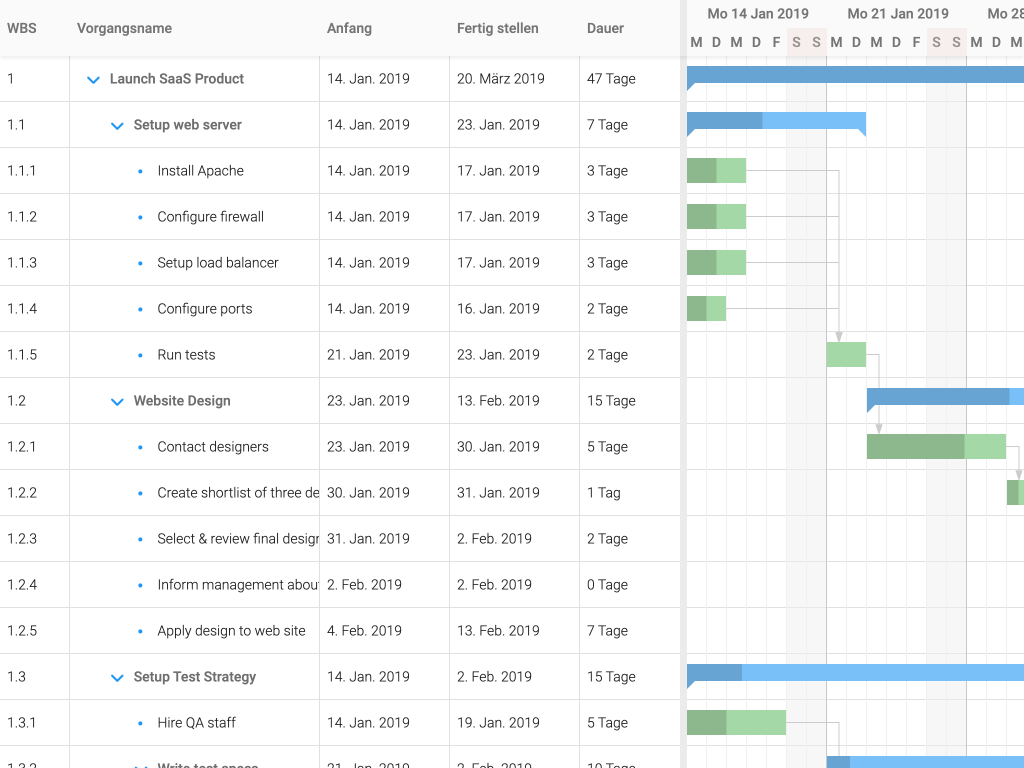 WBS Vorgangsname Anfang Fertig stellen Dauer
Mo 14 Jan 2019 Mo 21 Jan 2019 Mo 28
M D M D F S S M D M D F S S M D M
1 Launch SaaS Product 14. Jan. 2019 20. März 2019 47 Tage
1.1 Setup web server 14. Jan. 2019 23. Jan. 2019 7 Tage
1.1.1 Install Apache 14. Jan. 2019 17. Jan. 2019 3 Tage
1.1.2 Configure firewall 14. Jan. 2019 17. Jan. 2019 3 Tage
1.1.3 Setup load balancer 14. Jan. 2019 17. Jan. 2019 3 Tage
1.1.4 Configure ports 14. Jan. 2019 16. Jan. 2019 2 Tage
1.1.5 Run tests 21. Jan. 2019 23. Jan. 2019 2 Tage
1.2 Website Design 23. Jan. 2019 13. Feb. 2019 15 Tage
1.2.1 Contact designers 23. Jan. 2019 30. Jan. 2019 5 Tage
1.2.2 Create shortlist of three de 30. Jan. 2019 31. Jan. 2019 1 Tag
1.2.3 Select & review final desigr 31. Jan. 2019 2. Feb. 2019 2 Tage
1.2.4 Inform management about 2. Feb. 2019 2. Feb. 2019 0 Tage
1.2.5 Apply design to web site 4. Feb. 2019 13. Feb. 2019 7 Tage
1.3 Setup Test Strategy 14. Jan. 2019 2. Feb. 2019 15 Tage
1.3.1 Hire QA staff 14. Jan. 2019 19. Jan. 2019 5 Tage
1.3.2 Write test specs 21. Jan. 2019 2. Feb. 2019 10 Tage